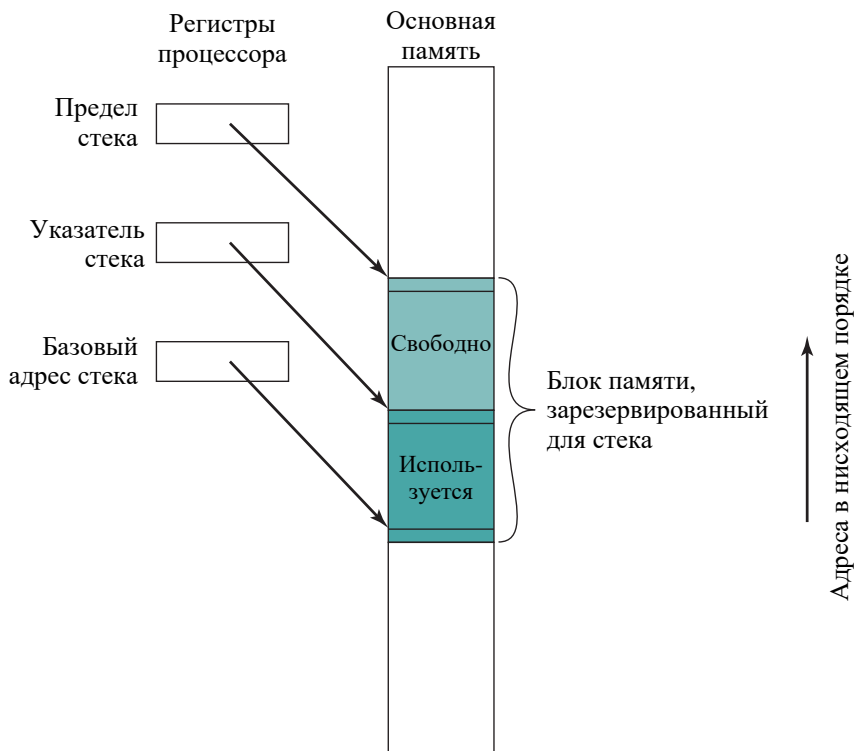 Регистры
процессора
Основная
память
Предел
стека
Указатель
стека
Базовый
адрес стека
Свободно
Исполь-
зуется
Блок памяти,
зарезервированный
для стека
Адреса в нисходящем порядке